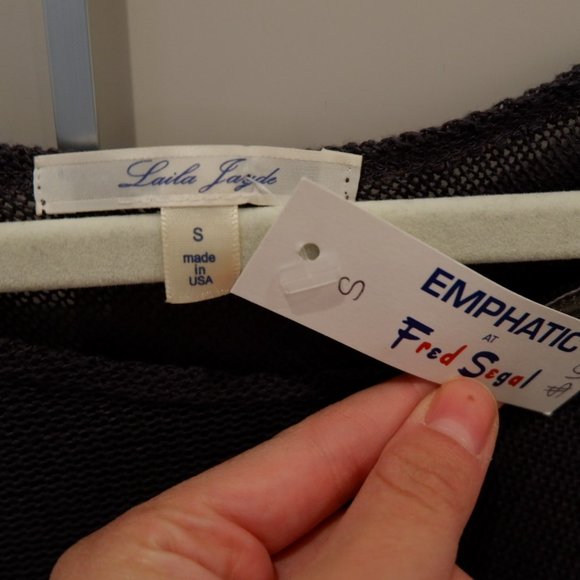 Laila Jayde
S
made
in
USA
S
EMPHATIC
AT
FRED SEGAL